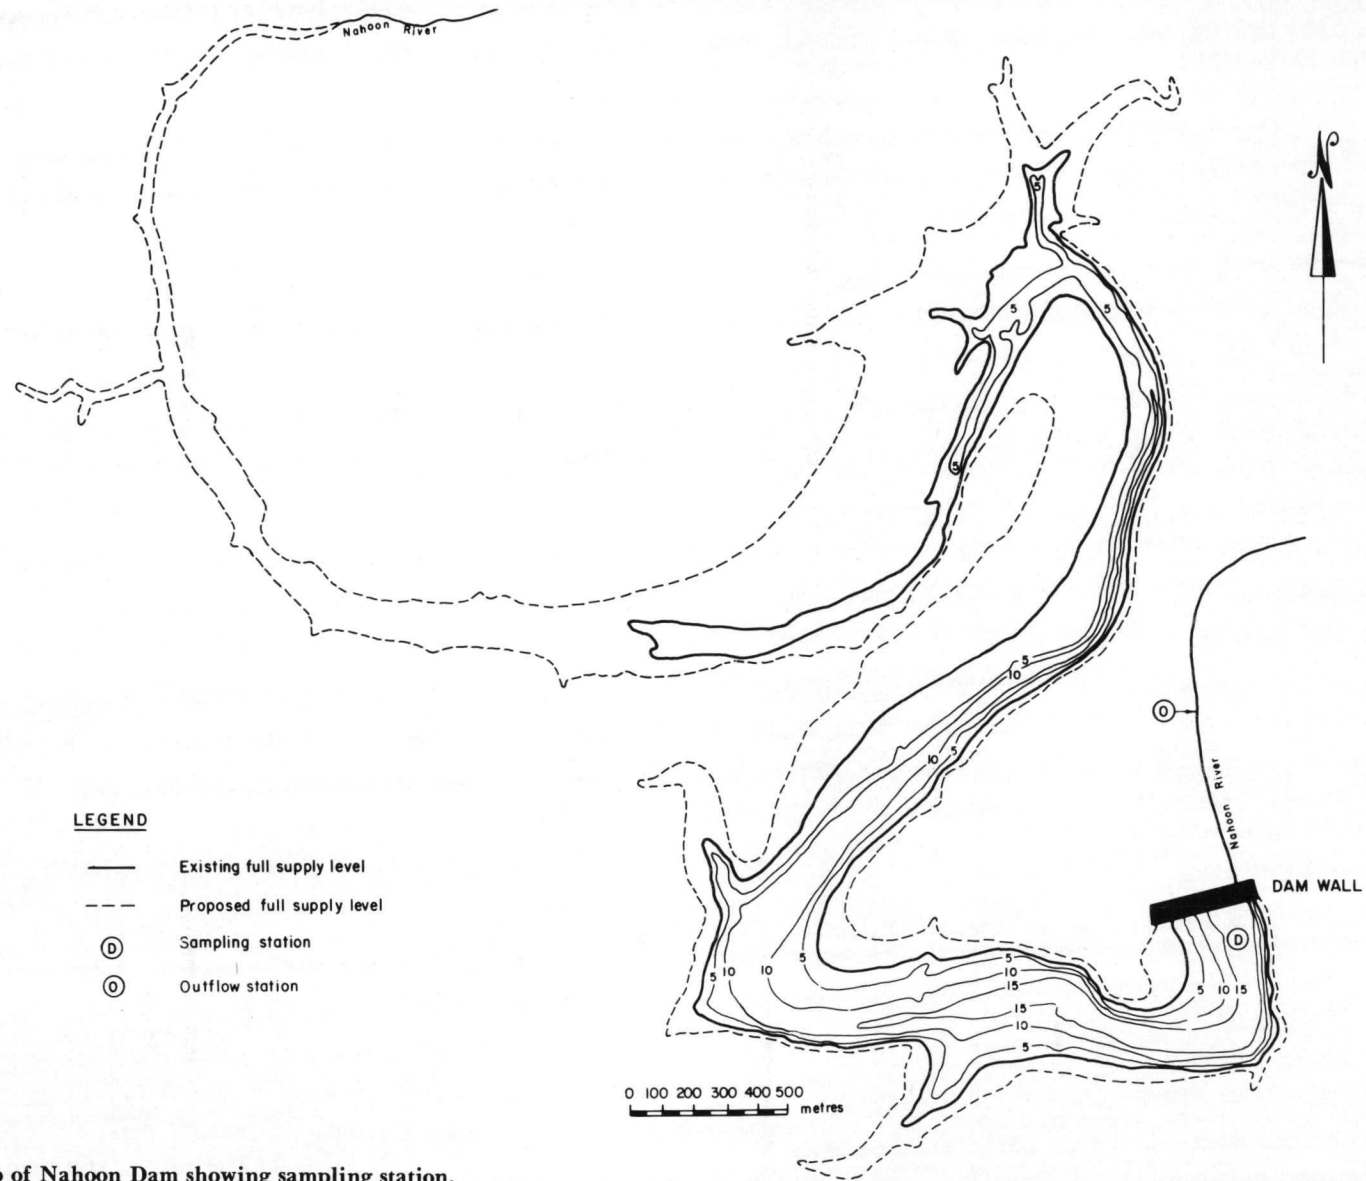 Nahoon River
N
5
5
5
5
5
10
10
5
O
Nahoon River
DAM WALL
D
LEGEND
Existing full supply level
Proposed full supply level
D Sampling station
O Outflow station
5 10 10 5
5
10
15
15
10
5
5 10 15
0 100 200 300 400 500 metres
of Nahoon Dam showing sampling station.